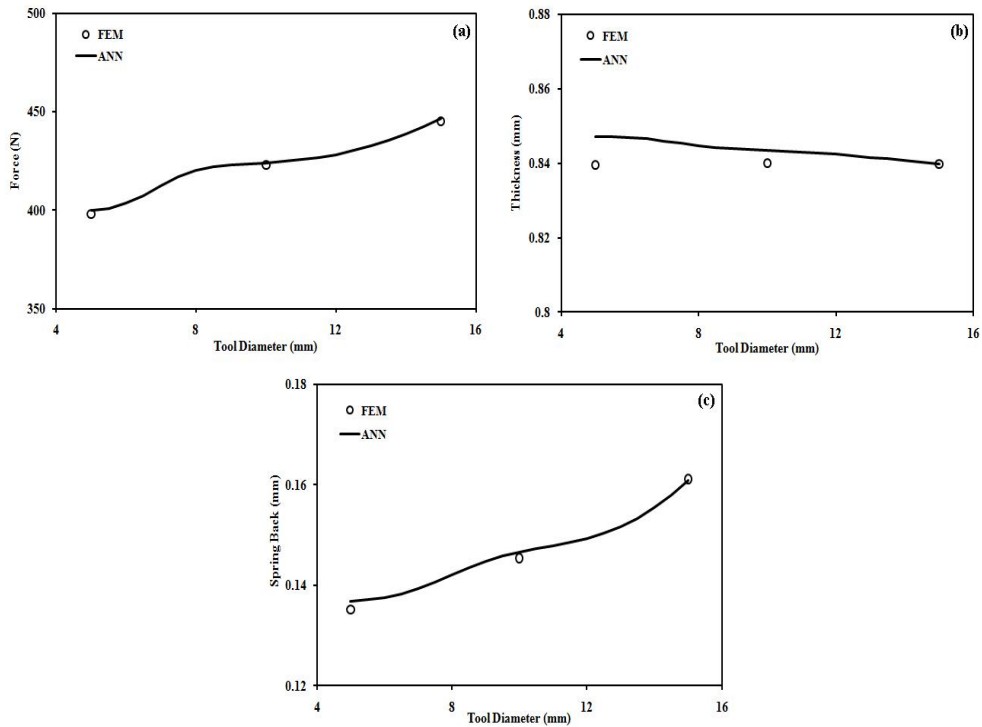 500
450
400
350
Force (N)
FEM
ANN
(a)
4
8
12
16
Tool Diameter (mm)
0.88
0.86
0.84
0.82
0.8
Thickness (mm)
FEM
ANN
(b)
4
8
12
16
Tool Diameter (mm)
0.18
0.16
0.14
0.12
Spring Back (mm)
FEM
ANN
(c)
4
8
12
16
Tool Diameter (mm)